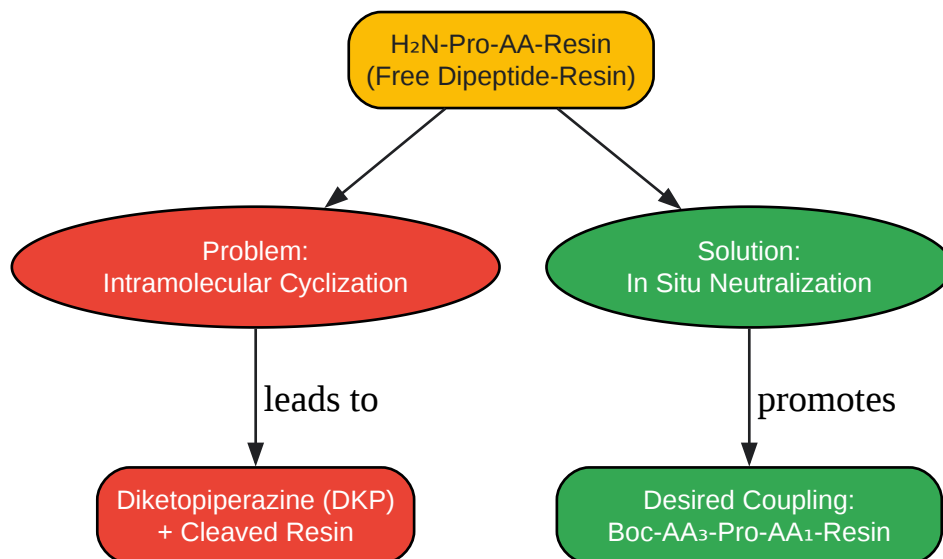 H₂N-Pro-AA-Resin
(Free Dipeptide-Resin)
Problem:
Intramolecular Cyclization
Solution:
In Situ Neutralization
leads to
promotes
Diketopiperazine (DKP)
+ Cleaved Resin
Desired Coupling:
Boc-AA₃-Pro-AA₁-Resin